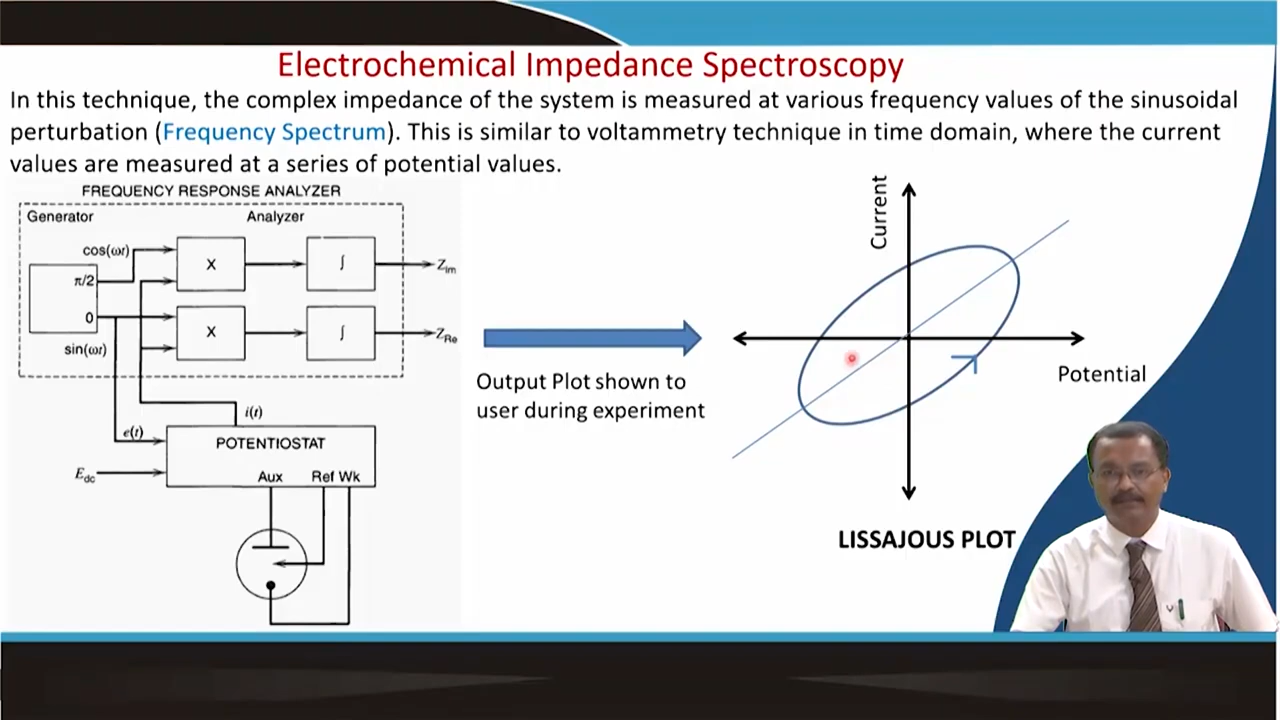 Electrochemical Impedance Spectroscopy
In this technique, the complex impedance of the system is measured at various frequency values of the sinusoidal
perturbation (Frequency Spectrum). This is similar to voltammetry technique in time domain, where the current
values are measured at a series of potential values.
FREQUENCY RESPONSE ANALYZER
Generator
Analyzer
cos(ωt)
π/2
0
sin(ωt)
X
∫
Z_Im
X
∫
Z_Re
i(t)
e(t)
E_dc
POTENTIOSTAT
Aux
Ref Wk
Output Plot shown to
user during experiment
Current
Potential
LISSAJOUS PLOT